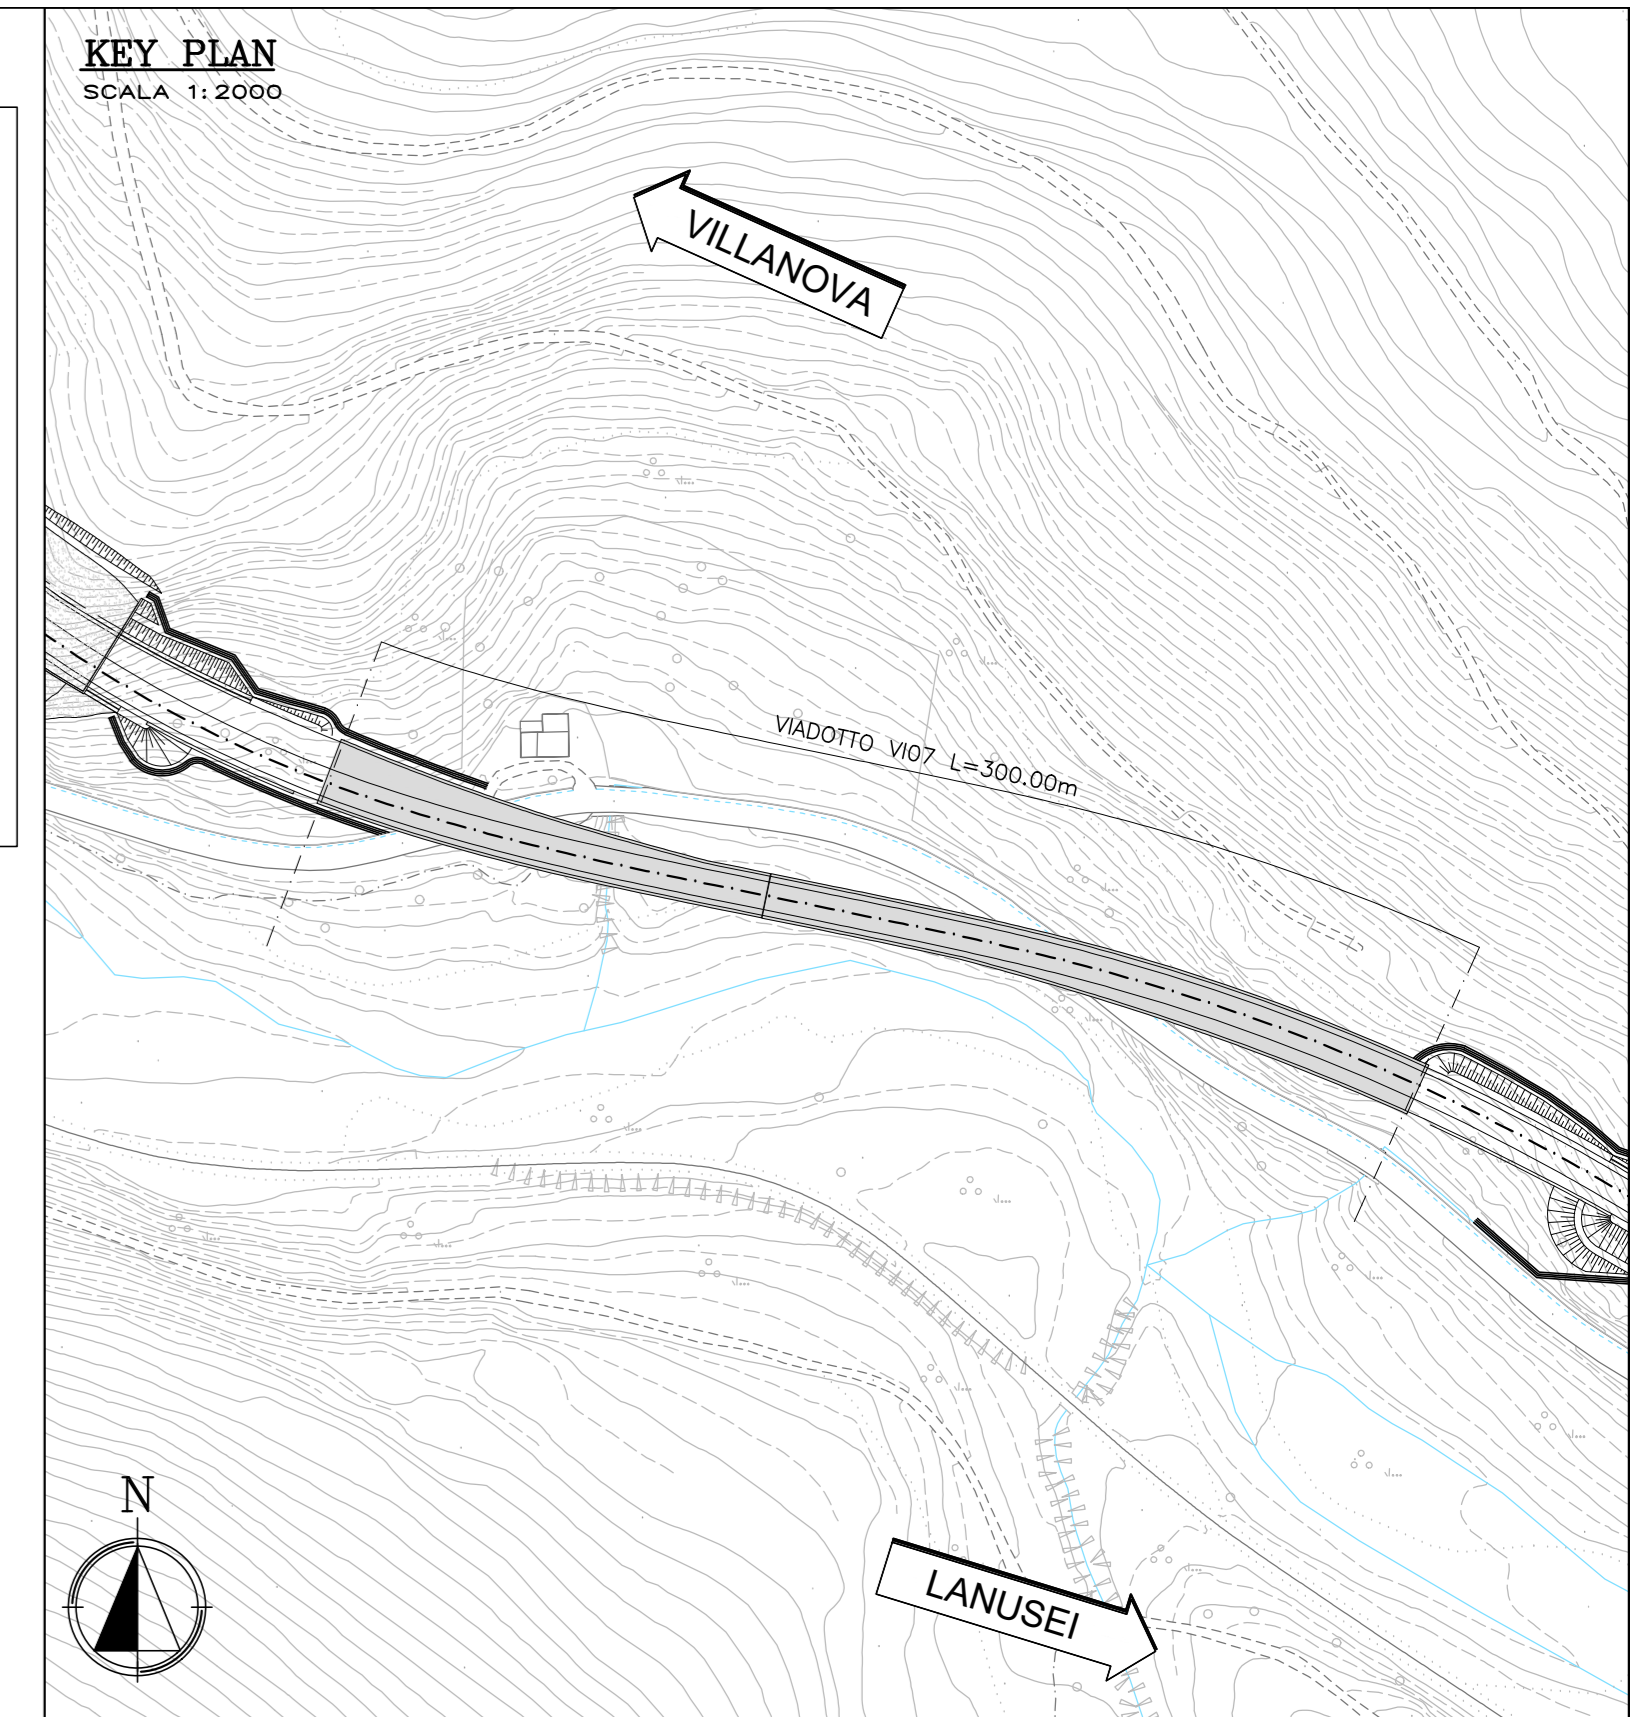 KEY PLAN
SCALA 1:2000
VILLANOVA
VIADOTTO VI07 L=300.00m
N
LANUSEI